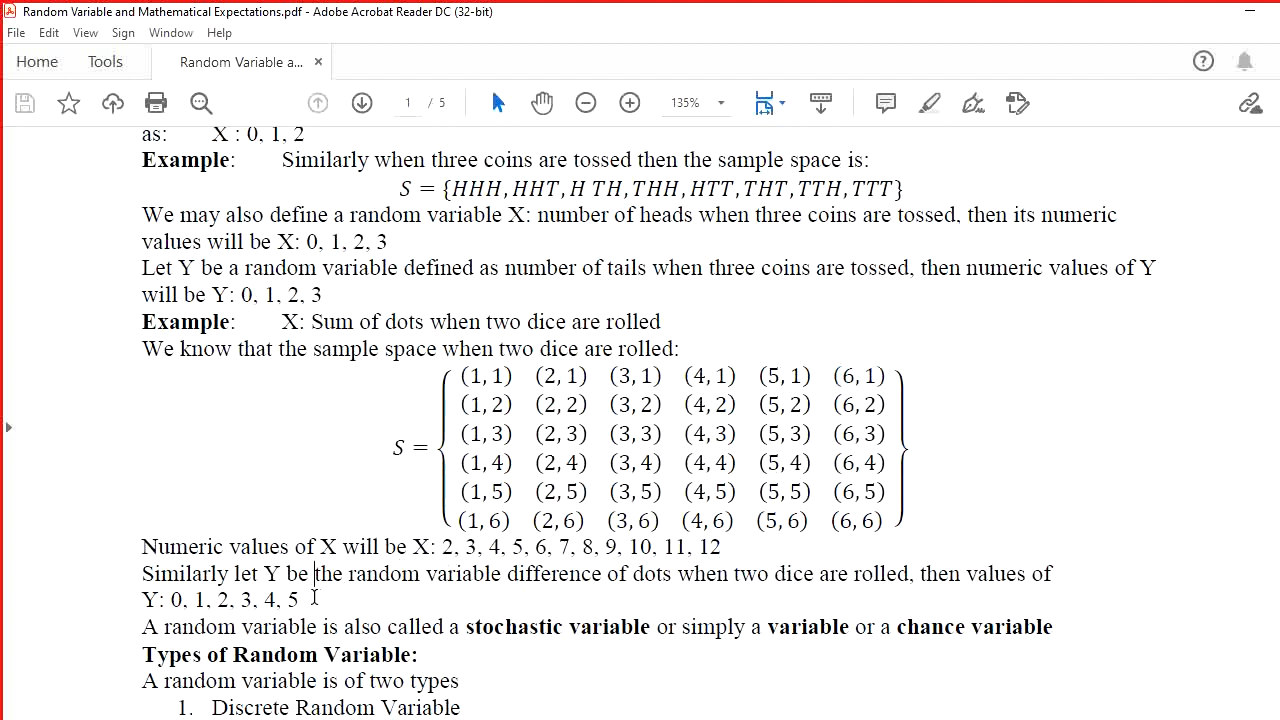 Random Variable and Mathematical Expectations.pdf - Adobe Acrobat Reader DC (32-bit)
File Edit View Sign Window Help
Home Tools Random Variable a... ×
1 / 5 135%
as: X : 0, 1, 2
Example: Similarly when three coins are tossed then the sample space is:
S = {HHH, HHT, H TH, THH, HTT, THT, TTH, TTT}
We may also define a random variable X: number of heads when three coins are tossed, then its numeric
values will be X: 0, 1, 2, 3
Let Y be a random variable defined as number of tails when three coins are tossed, then numeric values of Y
will be Y: 0, 1, 2, 3
Example: X: Sum of dots when two dice are rolled
We know that the sample space when two dice are rolled:
(1, 1) (2, 1) (3, 1) (4, 1) (5, 1) (6, 1)
(1, 2) (2, 2) (3, 2) (4, 2) (5, 2) (6, 2)
(1, 3) (2, 3) (3, 3) (4, 3) (5, 3) (6, 3)
S =
(1, 4) (2, 4) (3, 4) (4, 4) (5, 4) (6, 4)
(1, 5) (2, 5) (3, 5) (4, 5) (5, 5) (6, 5)
(1, 6) (2, 6) (3, 6) (4, 6) (5, 6) (6, 6)
Numeric values of X will be X: 2, 3, 4, 5, 6, 7, 8, 9, 10, 11, 12
Similarly let Y be the random variable difference of dots when two dice are rolled, then values of
Y: 0, 1, 2, 3, 4, 5
A random variable is also called a stochastic variable or simply a variable or a chance variable
Types of Random Variable:
A random variable is of two types
1. Discrete Random Variable